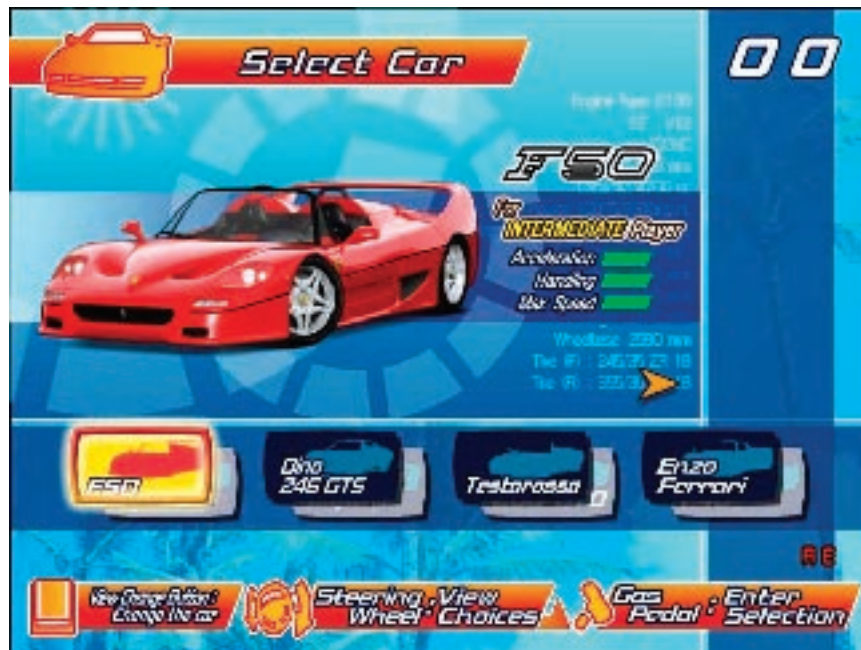 Select Car
00
F50
For
INTERMEDIATE Player
Acceleration
Handling
Max Speed
Wheelbase 2580 mm
F50
Dino
246 GTS
Testarossa
Enzo
Ferrari
View Change Button :
Change The car
Steering . View
Wheel · Choices
Gas : Enter
Pedal Selection